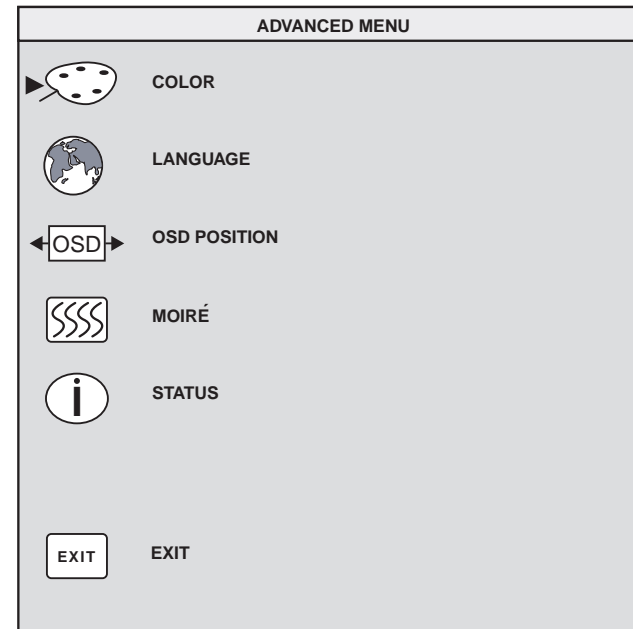 ADVANCED MENU
COLOR
LANGUAGE
OSD OSD POSITION
MOIRÉ
i STATUS
EXIT EXIT